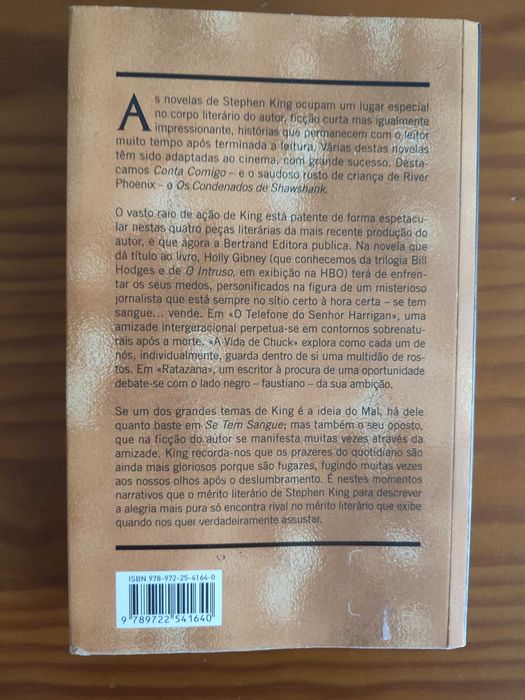 As novelas de Stephen King ocupam um lugar especial
no corpo literário do autor, ficção curta mas igualmente
impressionante, histórias que permanecem com o leitor
muito tempo após terminada a leitura. Várias destas novelas
têm sido adaptadas ao cinema, com grande sucesso. Desta-
camos Conta Comigo – e o saudoso rosto de criança de River
Phoenix – e Os Condenados de Shawshank.
O vasto raio de ação de King está patente de forma espetacu-
lar nestas quatro peças literárias da mais recente produção do
autor, e que agora a Bertrand Editora publica. Na novela que
dá título ao livro, Holly Gibney (que conhecemos da trilogia Bill
Hodges e de O Intruso, em exibição na HBO) terá de enfren-
tar os seus medos, personificados na figura de um misterioso
jornalista que está sempre no sítio certo à hora certa – se tem
sangue... vende. Em «O Telefone do Senhor Harrigan», uma
amizade intergeracional perpetua-se em contornos sobrenatu-
rais após a morte. «A Vida de Chuck» explora como cada um de
nós, individualmente, guarda dentro de si uma multidão de ros-
tos. Em «Ratazana», um escritor à procura de uma oportunidade
debate-se com o lado negro – faustiano – da sua ambição.
Se um dos grandes temas de King é a ideia do Mal, há dele
quanto baste em Se Tem Sangue; mas também o seu oposto,
que na ficção do autor se manifesta muitas vezes através da
amizade. King recorda-nos que os prazeres do quotidiano são
ainda mais gloriosos porque são fugazes, fugindo muitas vezes
aos nossos olhos após o deslumbramento. É nestes momentos
narrativos que o mérito literário de Stephen King para descrever
a alegria mais pura só encontra rival no mérito literário que exibe
quando nos quer verdadeiramente assustar.
ISBN 978-972-25-4164-0
9 789722 541640